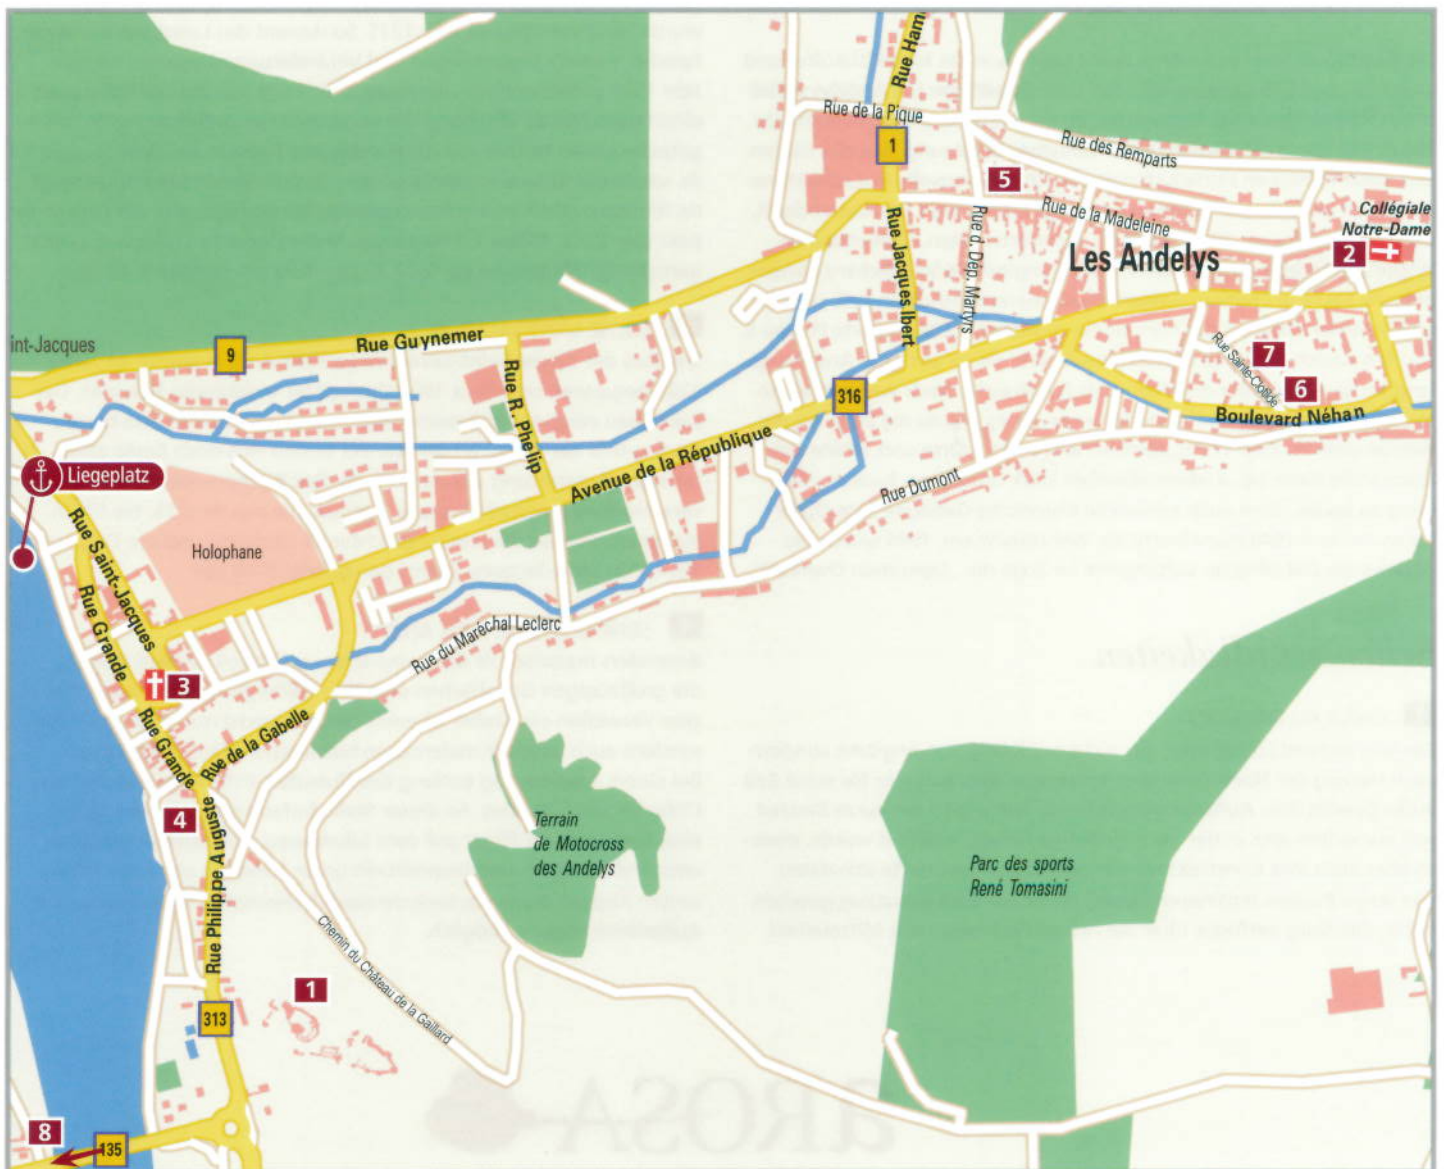 Rue Ham
Rue de la Pique
1
Rue des Remparts
5
Rue de la Madeleine
Collégiale
Notre-Dame
2
Rue Jacques Ibert
Rue d. Dép. Martyrs
Les Andelys
int-Jacques
9
Rue Guynemer
Rue R. Phelip
316
Rue Sainte-Clotilde
7
6
Boulevard Néhan
Avenue de la République
Liegeplatz
Rue Dumont
Rue Saint-Jacques
Holophane
Rue Grande
Rue du Maréchal Leclerc
3
Rue Grande
Rue de la Gabelle
4
Rue Philippe Auguste
Terrain
de Motocross
des Andelys
Parc des sports
René Tomasini
Chemin du Château de la Gaillard
1
313
aROSA
8
135